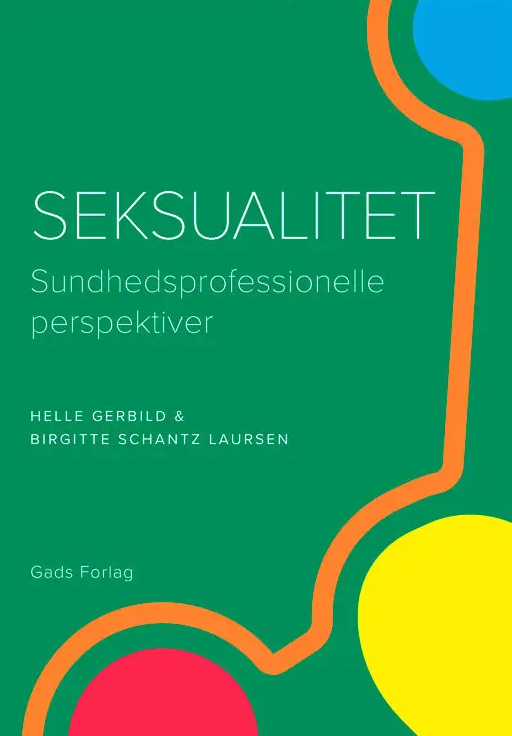 SEKSUALITET
Sundhedsprofessionelle
perspektiver
HELLE GERBILD &
BIRGITTE SCHANTZ LAURSEN
Gads Forlag